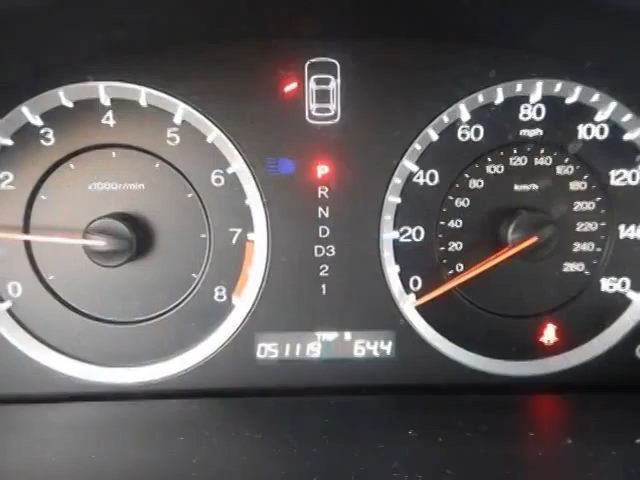 2 3 4 5 6 7 8 0
x1000r/min
P
R
N
D
D3
2
1
0 20 40 60 80 100 120 140 160
mph
0 20 40 60 80 100 120 140 160 180 200 220 240 260
km/h
TRIP B
051119 64.4